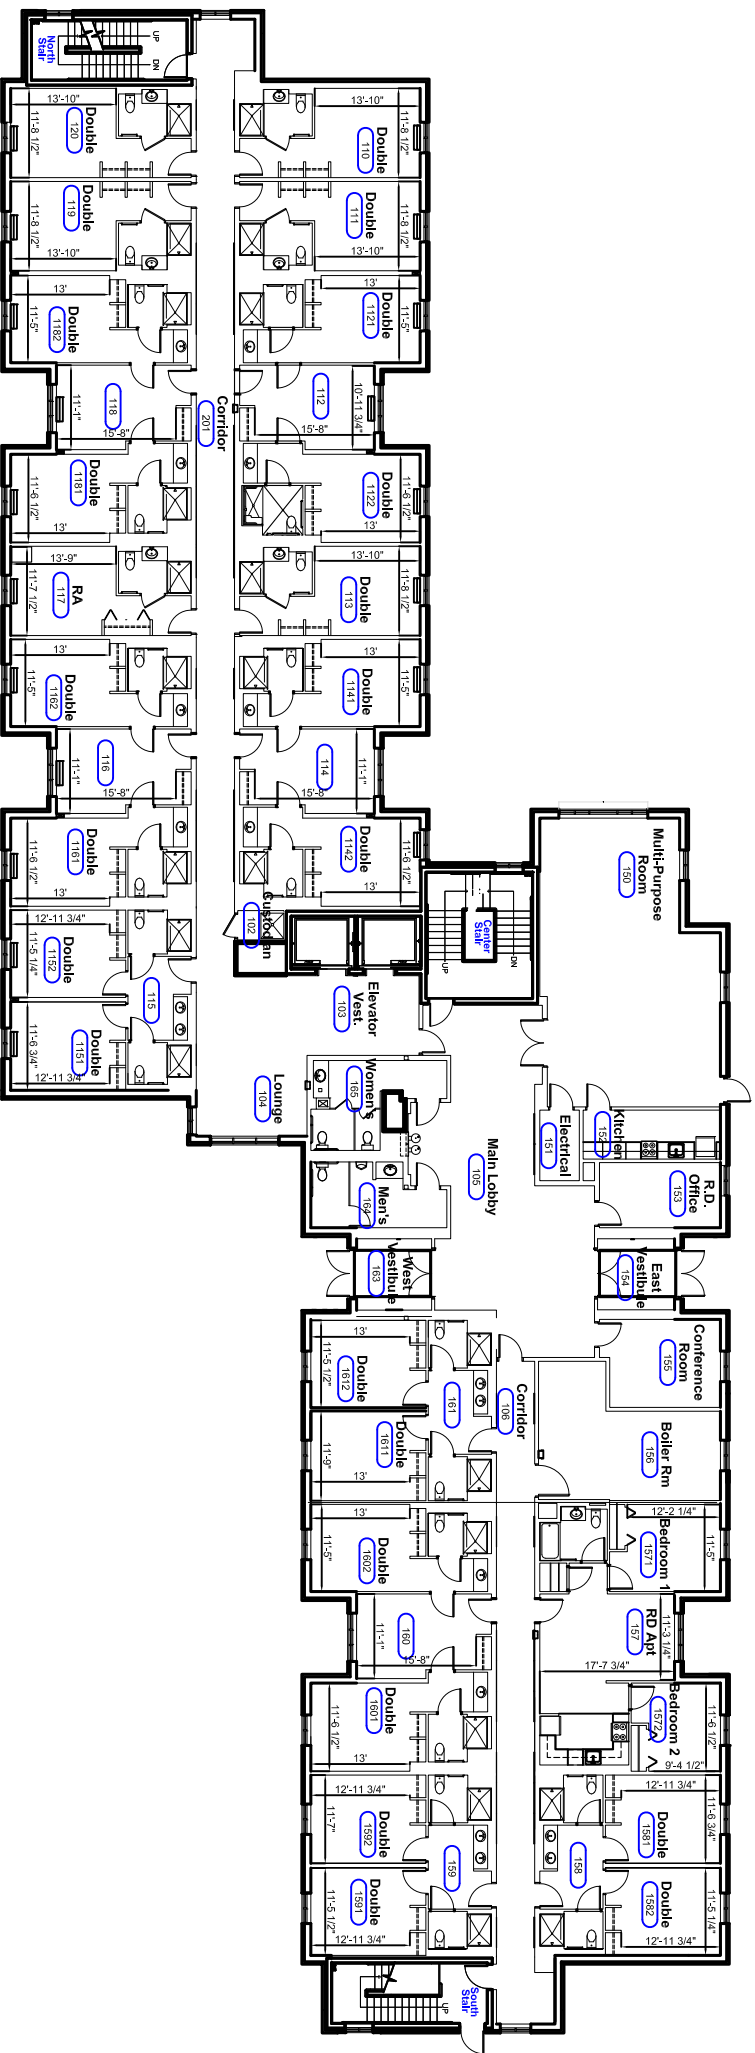 North
Stair
UP
DN
13'-10"
11'-8 1/2"
Double
120
13'-10"
11'-8 1/2"
Double
110
Double
119
11'-8 1/2"
13'-10"
Double
111
11'-8 1/2"
13'-10"
13'
11'-5"
Double
1182
13'
11'-5"
Double
1121
118
11'-1"
15'-8"
Corridor
201
112
10'-11 3/4"
15'-8"
Double
1181
11'-6 1/2"
13'
Double
1122
11'-6 1/2"
13'
13'-9"
11'-7 1/2"
RA
117
13'-10"
11'-8 1/2"
Double
113
13'
11'-5"
Double
1162
13'
11'-5"
Double
1141
116
11'-1"
15'-8"
114
11'-1"
15'-8"
Double
1161
11'-6 1/2"
13'
Double
1142
11'-6 1/2"
13'
Multi-Purpose
Room
150
12'-11 3/4"
11'-5 1/4"
Double
1152
115
Custodian
102
Center
Stair
UP
DN
11'-6 3/4"
Double
1151
12'-11 3/4"
Elevator
Vest.
103
Lounge
104
Women's
165
Men's
164
Main Lobby
105
Electrical
151
Kitchen
152
R.D.
Office
153
West
Vestibule
163
East
Vestibule
154
13'
11'-5 1/2"
Double
1612
161
Corridor
106
Conference
Room
155
Double
1611
11'-9"
13'
Boiler Rm
156
13'
11'-5"
Double
1602
12'-2 1/4"
11'-5"
Bedroom 1
1571
160
11'-1"
15'-8"
RD Apt
157
11'-3 1/4"
17'-7 3/4"
Double
1601
11'-6 1/2"
13'
Bedroom 2
1572
11'-6 1/2"
9'-4 1/2"
12'-11 3/4"
11'-7"
Double
1592
159
12'-11 3/4"
11'-6 3/4"
Double
1581
158
Double
1591
11'-5 1/2"
12'-11 3/4"
Double
1582
11'-5 1/4"
12'-11 3/4"
South
Stair
UP